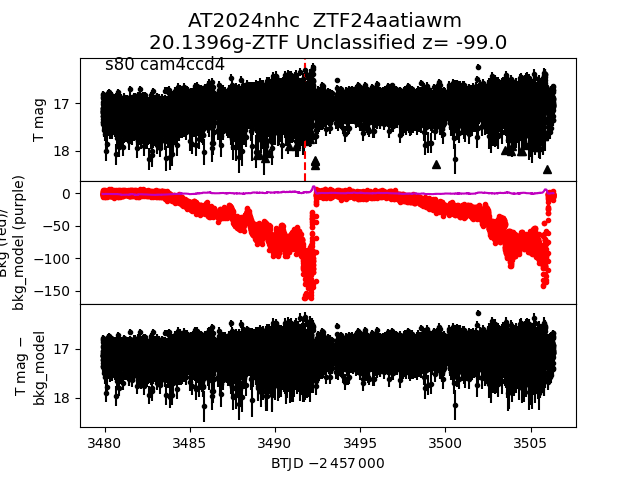 AT2024nhc  ZTF24aatiawm
20.1396g-ZTF Unclassified z= -99.0
s80 cam4ccd4
T mag
17
18
Bkg (red)/
bkg_model (purple)
0
−50
−100
−150
T mag −
bkg_model
17
18
3480 3485 3490 3495 3500 3505
BTJD −2 457 000